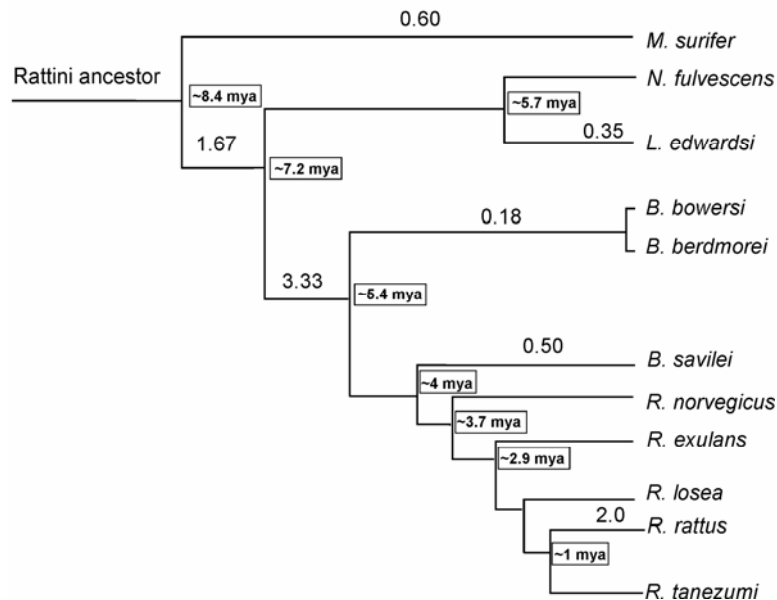 0.60
M. surifer
Rattini ancestor
N. fulvescens
~8.4 mya
~5.7 mya
1.67
0.35
L. edwardsi
~7.2 mya
B. bowersi
0.18
B. berdmorei
3.33
~5.4 mya
0.50
B. savilei
~4 mya
R. norvegicus
~3.7 mya
R. exulans
~2.9 mya
R. losea
2.0
R. rattus
~1 mya
R. tanezumi